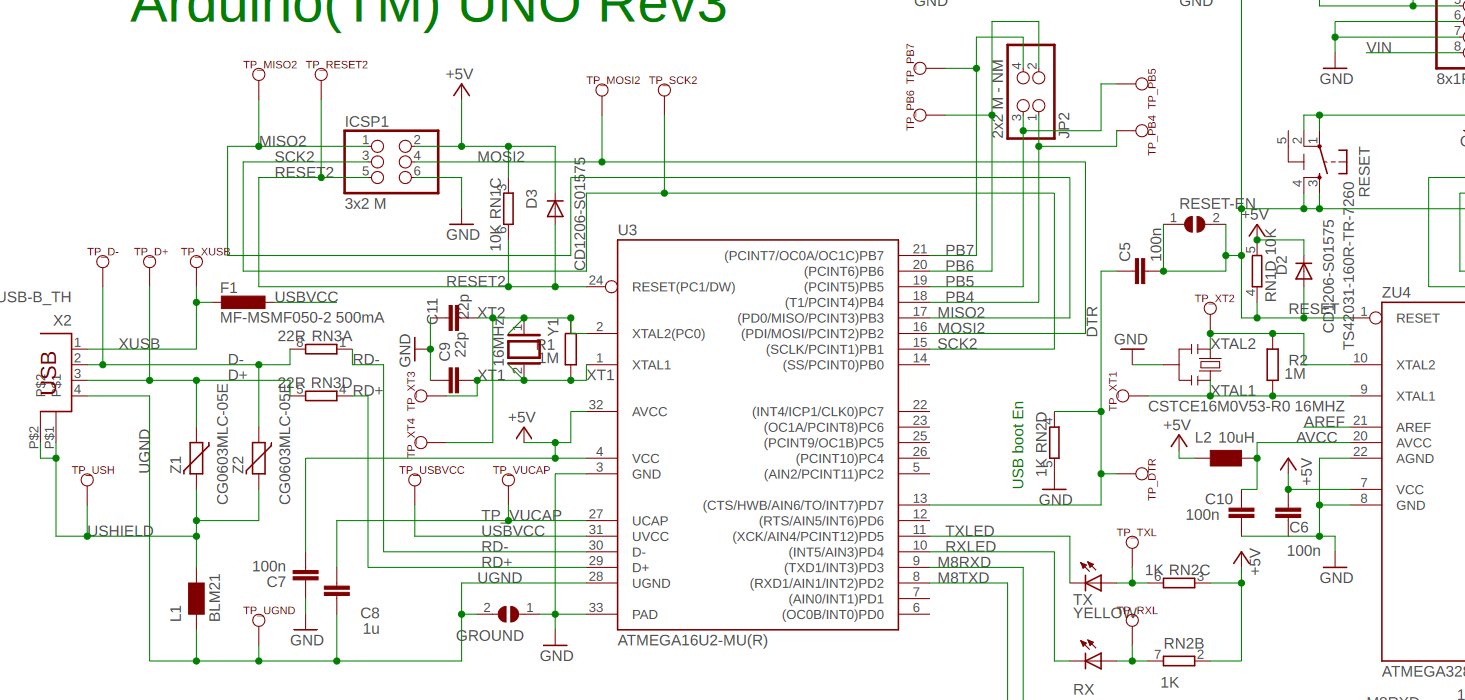 Arduino(TM) UNO Rev3
GND
GND
6
7
VIN
8
GND
8x1F
TP_MISO2
TP_RESET2
+5V
TP_MOSI2
TP_SCK2
TP_PB7
TP_PB6
2x2 M - NM
4
2
3
1
JP2
TP_PB5
TP_PB4
ICSP1
MISO2
SCK2
RESET2
1
2
3
4
5
6
3x2 M
MOSI2
GND
10K RN1C
3
6
D3
CD1206-S01575
5
2
1
4
3
RESET
TS42031-160R-TR-7260
RESET-EN
1
2
+5V
C5
100n
RN1D 10K
5
4
D2
CD1206-S01575
RESET
TP_D-
TP_D+
TP_XUSB
F1
USBVCC
MF-MSMF050-2 500mA
USB-B_TH
X2
USB
P$3
P$4
P$2
P$1
1
2
3
4
XUSB
D-
D+
22R RN3A
8
1
RD-
22R RN3D
5
4
RD+
UGND
Z1
CG0603MLC-05E
Z2
CG0603MLC-05E
TP_USH
USHIELD
L1
BLM21
TP_UGND
100n
C7
GND
C8
1u
RESET2
C11
22p
XT2
C9
22p
XT1
GND
16MHZ
1
2
Y1
R1
1M
XT1
TP_XT3
TP_XT4
+5V
TP_USBVCC
TP_VUCAP
TP_VUCAP
USBVCC
RD-
RD+
UGND
2
1
GROUND
GND
U3
24
RESET(PC1/DW)
2
XTAL2(PC0)
1
XTAL1
32
AVCC
4
VCC
3
GND
27
UCAP
31
UVCC
30
D-
29
D+
28
UGND
33
PAD
(PCINT7/OC0A/OC1C)PB7
21
PB7
(PCINT6)PB6
20
PB6
(PCINT5)PB5
19
PB5
(T1/PCINT4)PB4
18
PB4
(PD0/MISO/PCINT3)PB3
17
MISO2
(PDI/MOSI/PCINT2)PB2
16
MOSI2
(SCLK/PCINT1)PB1
15
SCK2
(SS/PCINT0)PB0
14
(INT4/ICP1/CLK0)PC7
22
(OC1A/PCINT8)PC6
23
(PCINT9/OC1B)PC5
25
(PCINT10)PC4
26
(AIN2/PCINT11)PC2
5
(CTS/HWB/AIN6/TO/INT7)PD7
13
(RTS/AIN5/INT6)PD6
12
(XCK/AIN4/PCINT12)PD5
11
TXLED
(INT5/AIN3)PD4
10
RXLED
(TXD1/INT3)PD3
9
M8RXD
(RXD1/AIN1/INT2)PD2
8
M8TXD
(AIN0/INT1)PD1
7
(OC0B/INT0)PD0
6
ATMEGA16U2-MU(R)
DTR
USB boot En
1K RN2D
4
5
GND
TP_DTR
TP_XT2
GND
XTAL2
XTAL1
TP_XT1
R2
1M
CSTCE16M0V53-R0 16MHZ
AREF
AVCC
+5V
L2 10uH
+5V
C10
100n
C6
100n
GND
+5V
TP_TXL
1K RN2C
6
3
TX
YELLOW
TP_RXL
RN2B
7
2
1K
RX
ZU4
1
RESET
10
XTAL2
9
XTAL1
21
AREF
20
AVCC
22
AGND
7
VCC
8
GND
ATMEGA328
M8RXD